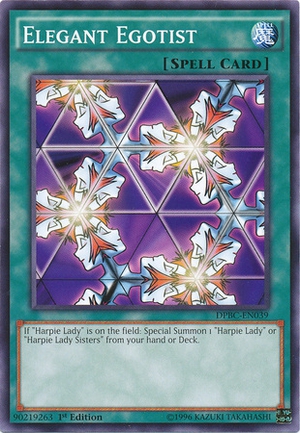 ELEGANT EGOTIST
[SPELL CARD]
DPBC-EN039
If "Harpie Lady" is on the field: Special Summon 1 "Harpie Lady" or
"Harpie Lady Sisters" from your hand or Deck.
90219263 1st Edition ©1996 KAZUKI TAKAHASHI